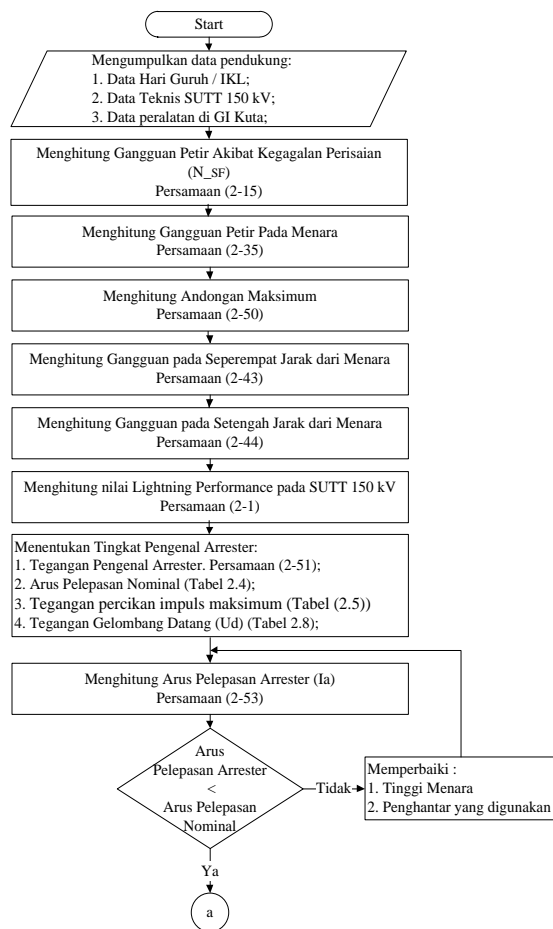 Start
Mengumpulkan data pendukung:
1. Data Hari Guruh / IKL;
2. Data Teknis SUTT 150 kV;
3. Data peralatan di GI Kuta;
Menghitung Gangguan Petir Akibat Kegagalan Perisaian
(N_SF)
Persamaan (2-15)
Menghitung Gangguan Petir Pada Menara
Persamaan (2-35)
Menghitung Andongan Maksimum
Persamaan (2-50)
Menghitung Gangguan pada Seperempat Jarak dari Menara
Persamaan (2-43)
Menghitung Gangguan pada Setengah Jarak dari Menara
Persamaan (2-44)
Menghitung nilai Lightning Performance pada SUTT 150 kV
Persamaan (2-1)
Menentukan Tingkat Pengenal Arrester:
1. Tegangan Pengenal Arrester. Persamaan (2-51);
2. Arus Pelepasan Nominal (Tabel 2.4);
3. Tegangan percikan impuls maksimum (Tabel (2.5))
4. Tegangan Gelombang Datang (Ud) (Tabel 2.8);
Menghitung Arus Pelepasan Arrester (Ia)
Persamaan (2-53)
Arus
Pelepasan Arrester
<
Arus Pelepasan
Nominal
Tidak
Memperbaiki :
1. Tinggi Menara
2. Penghantar yang digunakan
Ya
a